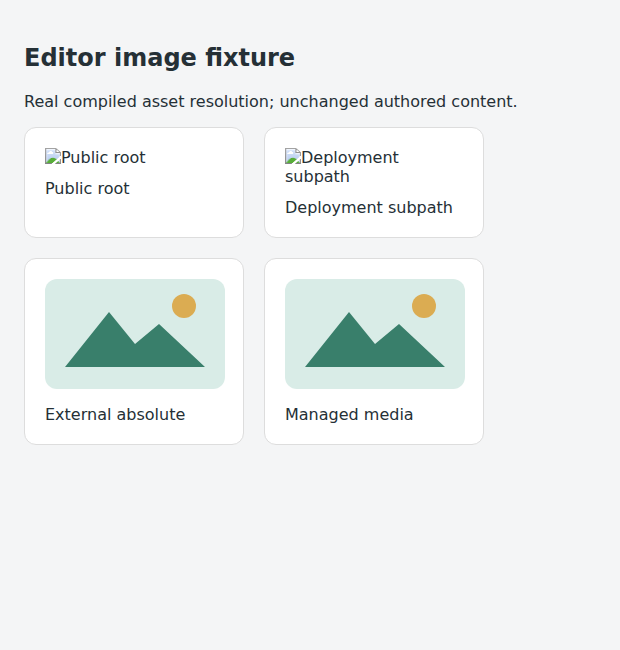 Editor image fixture
Real compiled asset resolution; unchanged authored content.
Public root
Public root
Deployment
subpath
Deployment subpath
External absolute
Managed media